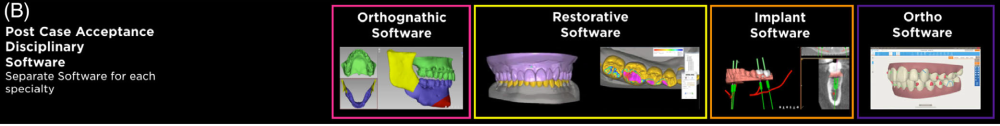 (B)
Post Case Acceptance
Disciplinary
Software
Separate Software for each
specialty
Orthognathic
Software
Restorative
Software
Implant
Software
Ortho
Software